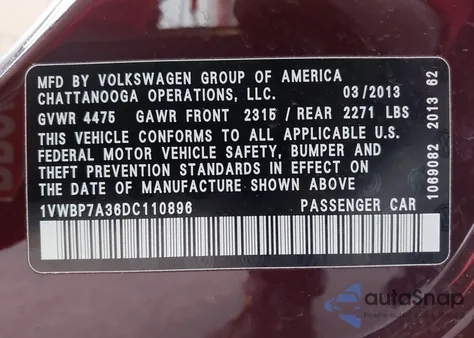 MFD BY VOLKSWAGEN GROUP OF AMERICA
CHATTANOOGA OPERATIONS, LLC. 03/2013
GVWR 4475 GAWR FRONT 2315 / REAR 2271 LBS
THIS VEHICLE CONFORMS TO ALL APPLICABLE U.S.
FEDERAL MOTOR VEHICLE SAFETY, BUMPER AND
THEFT PREVENTION STANDARDS IN EFFECT ON
THE DATE OF MANUFACTURE SHOWN ABOVE
1VWBP7A36DC110896 PASSENGER CAR
1089082 2013 62
autoSnap